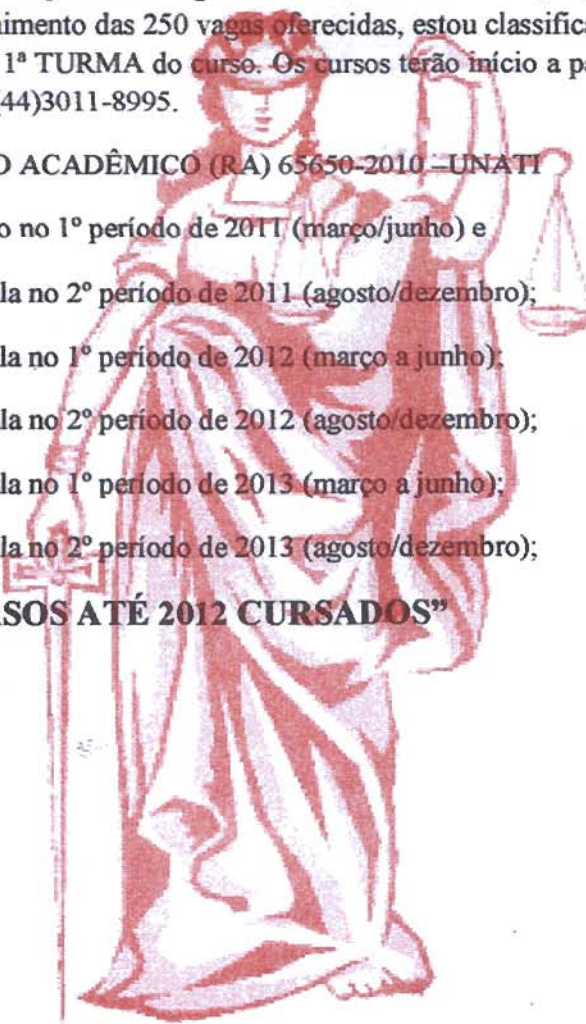 imento das 250 vagas oferecidas, estou classifica
1ª TURMA do curso. Os cursos terão início a pa
44)3011-8995.
O ACADÊMICO (RA) 65650-2010 –UNATI
o no 1º período de 2011 (março/junho) e
la no 2º período de 2011 (agosto/dezembro);
la no 1º período de 2012 (março a junho);
la no 2º período de 2012 (agosto/dezembro);
la no 1º período de 2013 (março a junho);
la no 2º período de 2013 (agosto/dezembro);
SOS ATÉ 2012 CURSADOS”